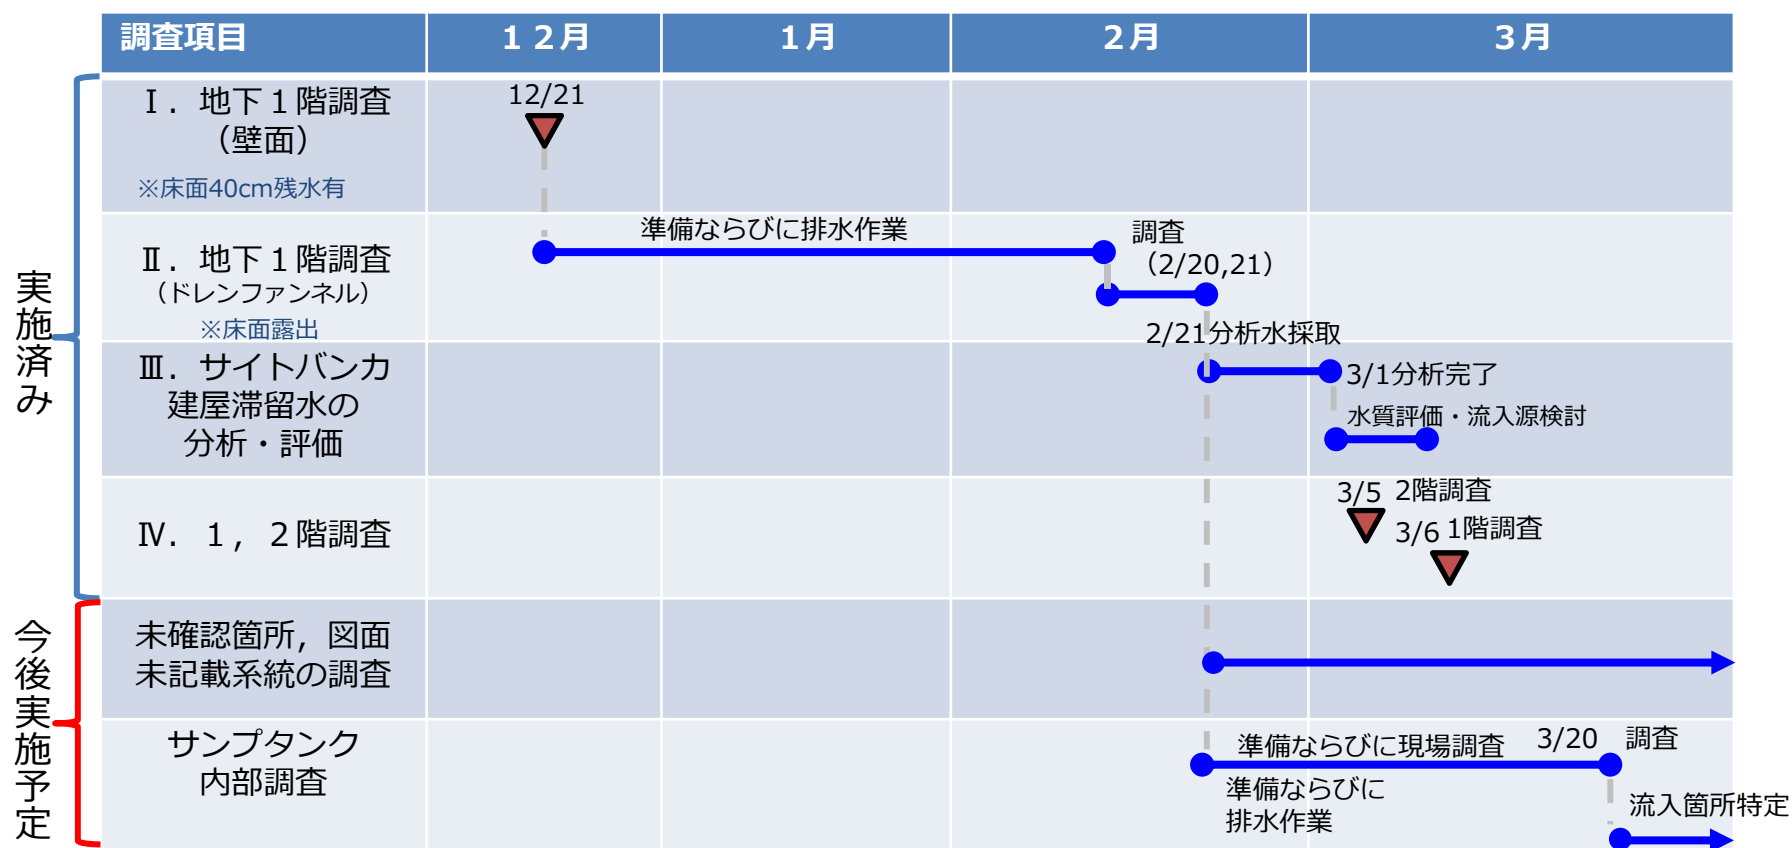 調査項目
１２月
１月
２月
３月
実施済み
Ⅰ．地下１階調査
（壁面）
※床面40cm残水有
12/21
Ⅱ．地下１階調査
（ドレンファンネル）
※床面露出
準備ならびに排水作業
調査
（2/20,21）
Ⅲ．サイトバンカ
建屋滞留水の
分析・評価
2/21分析水採取
3/1分析完了
水質評価・流入源検討
Ⅳ．１，２階調査
3/5 2階調査
3/6 1階調査
今後実施予定
未確認箇所，図面
未記載系統の調査
サンプタンク
内部調査
準備ならびに現場調査
3/20 調査
準備ならびに
排水作業
流入箇所特定